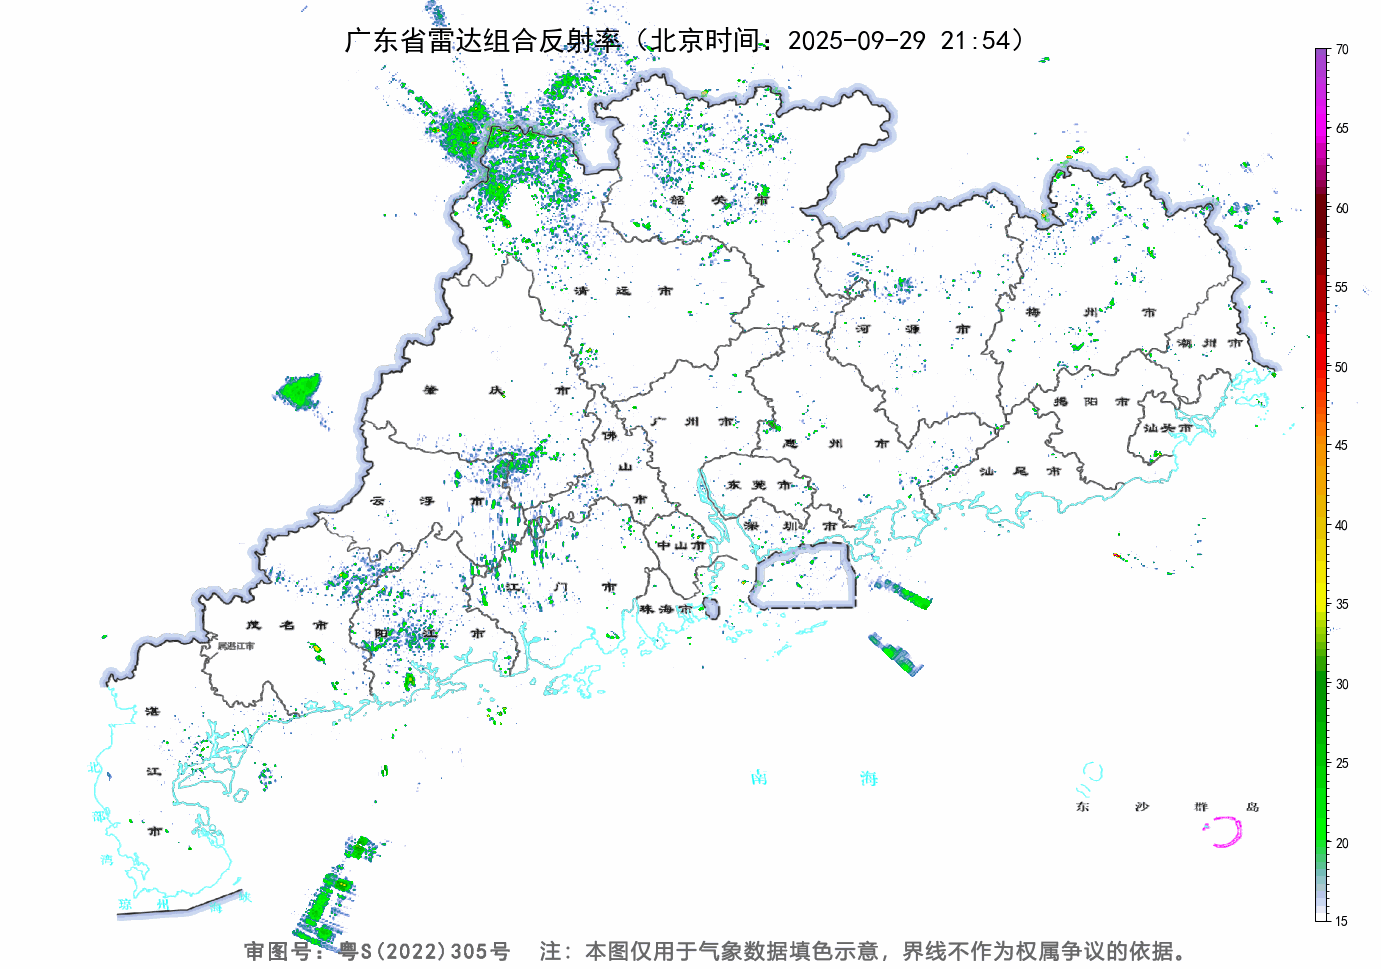 广东省雷达组合反射率（北京时间：2025-09-29 21:54）
70
65
60
55
50
45
40
35
30
25
20
15
韶关市
清远市
河源市
梅州市
潮州市
肇庆市
揭阳市
汕头市
广州市
佛山市
惠州市
汕尾市
东莞市
云浮市
深圳市
中山市
江门市
珠海市
茂名市
阳江市
属湛江市
湛江市
北部湾
南海
东沙群岛
琼州海峡
审图号：粤S(2022)305号 注：本图仅用于气象数据填色示意，界线不作为权属争议的依据。